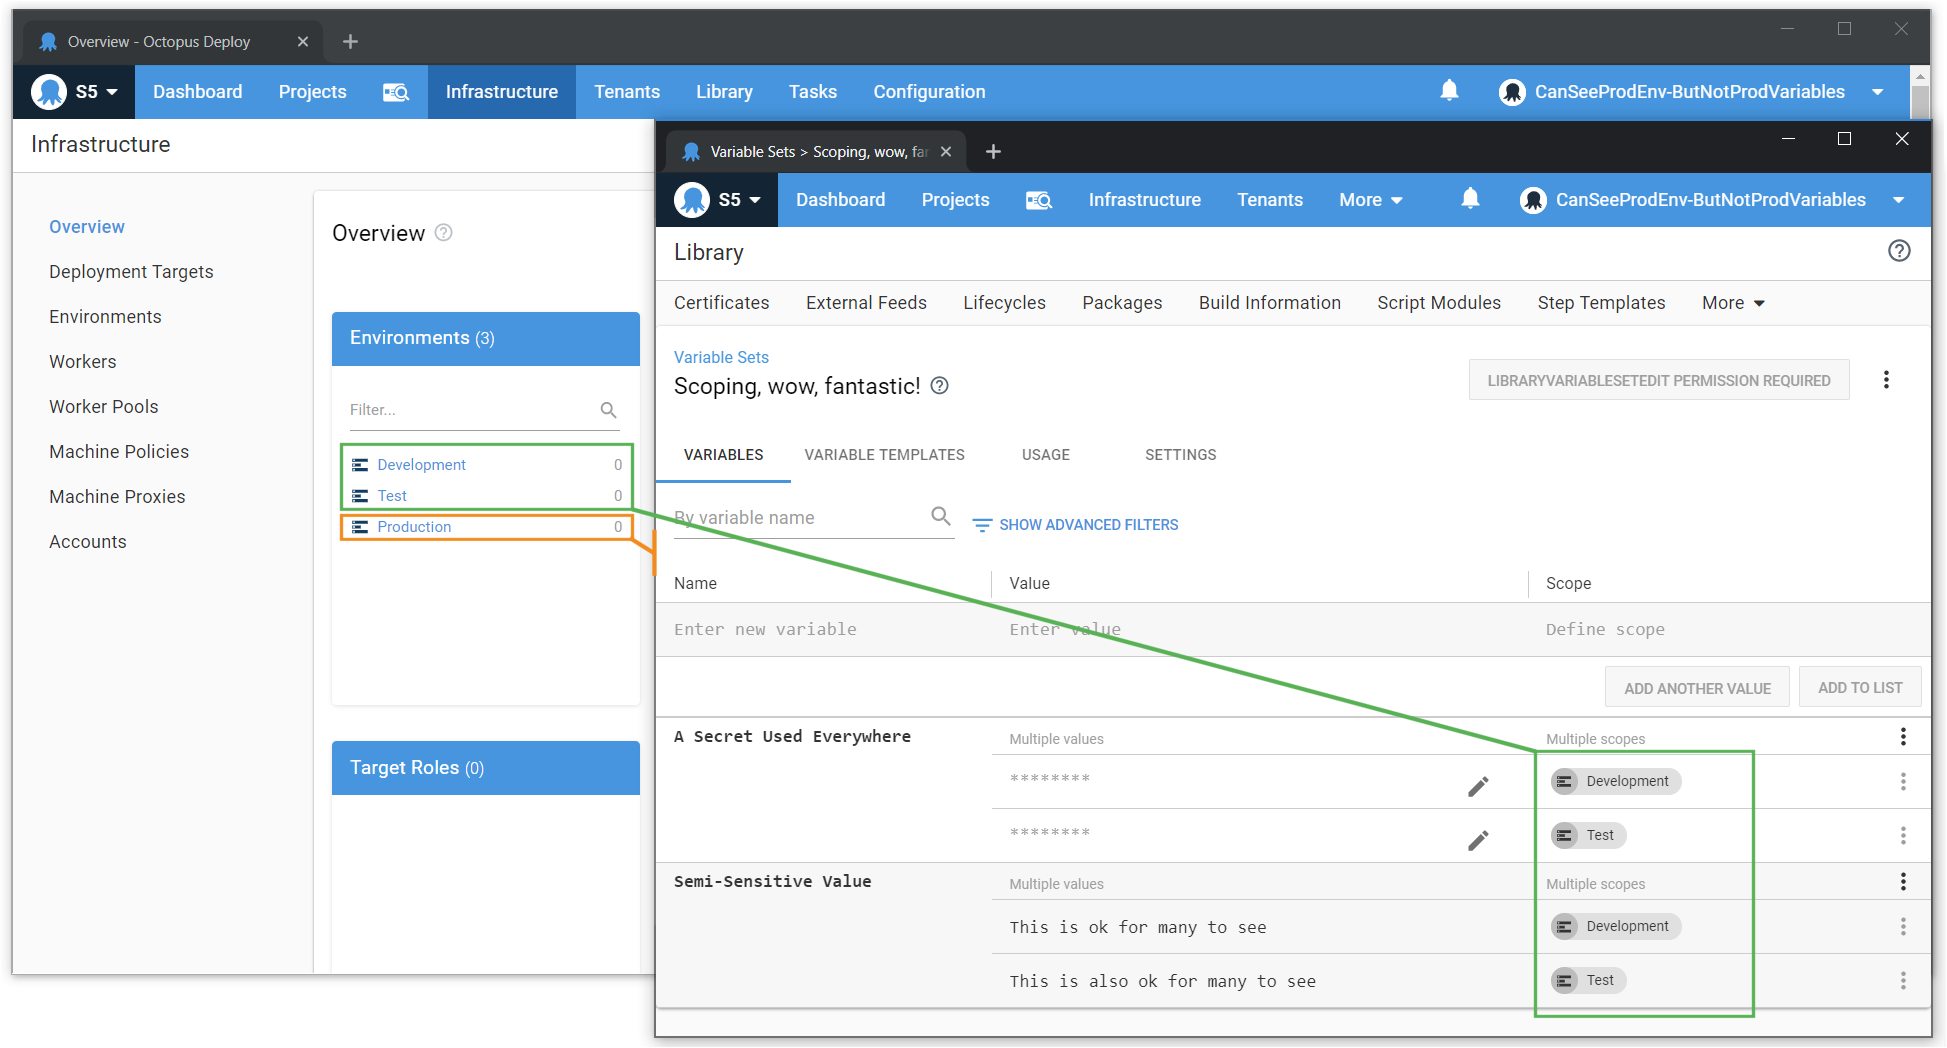 Overview - Octopus Deploy
S5 Dashboard Projects Infrastructure Tenants Library Tasks Configuration CanSeeProdEnv-ButNotProdVariables
Infrastructure
Overview
Deployment Targets
Environments
Workers
Worker Pools
Machine Policies
Machine Proxies
Accounts
Overview
Environments (3)
Filter...
Development 0
Test 0
Production 0
Target Roles (0)
Variable Sets > Scoping, wow, far
S5 Dashboard Projects Infrastructure Tenants More CanSeeProdEnv-ButNotProdVariables
Library
Certificates External Feeds Lifecycles Packages Build Information Script Modules Step Templates More
Variable Sets
Scoping, wow, fantastic!
LIBRARYVARIABLESETEDIT PERMISSION REQUIRED
VARIABLES VARIABLE TEMPLATES USAGE SETTINGS
By variable name
SHOW ADVANCED FILTERS
Name Value Scope
Enter new variable Enter value Define scope
ADD ANOTHER VALUE ADD TO LIST
A Secret Used Everywhere Multiple values Multiple scopes
******** Development
******** Test
Semi-Sensitive Value Multiple values Multiple scopes
This is ok for many to see Development
This is also ok for many to see Test